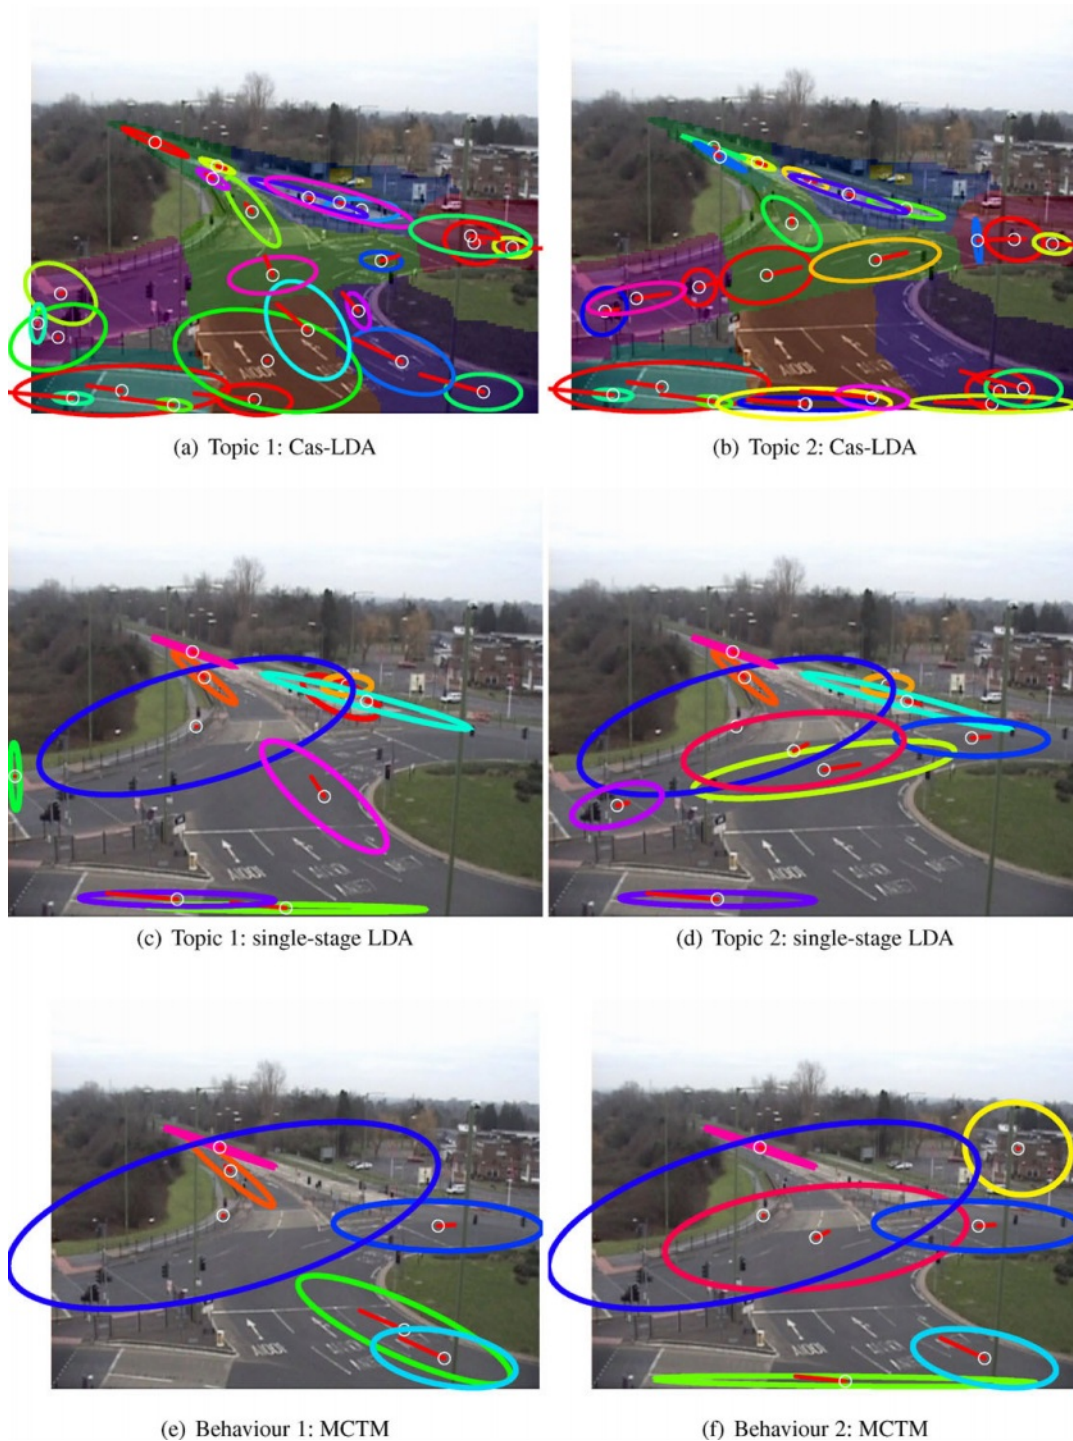 (a) Topic 1: Cas-LDA
(b) Topic 2: Cas-LDA
(c) Topic 1: single-stage LDA
(d) Topic 2: single-stage LDA
(e) Behaviour 1: MCTM
(f) Behaviour 2: MCTM